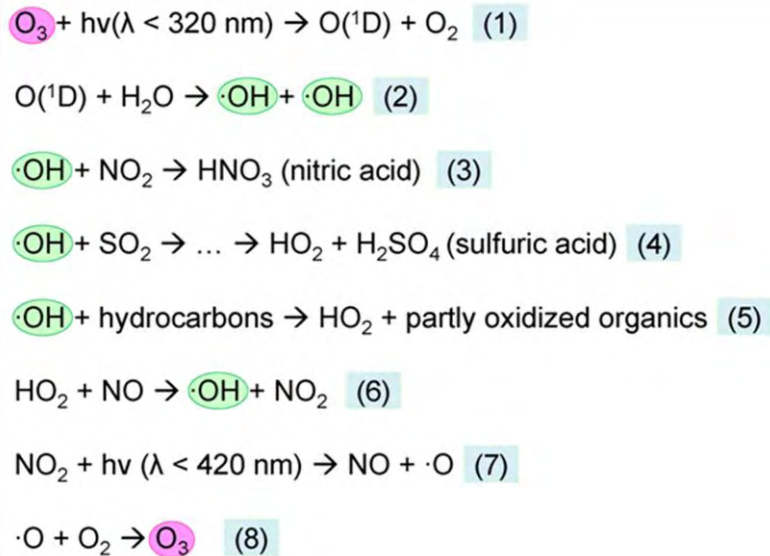 O₃ + hv(λ < 320 nm) → O(¹D) + O₂ (1)
O(¹D) + H₂O → ·OH + ·OH (2)
·OH + NO₂ → HNO₃ (nitric acid) (3)
·OH + SO₂ → ... → HO₂ + H₂SO₄ (sulfuric acid) (4)
·OH + hydrocarbons → HO₂ + partly oxidized organics (5)
HO₂ + NO → ·OH + NO₂ (6)
NO₂ + hv (λ < 420 nm) → NO + ·O (7)
·O + O₂ → O₃ (8)